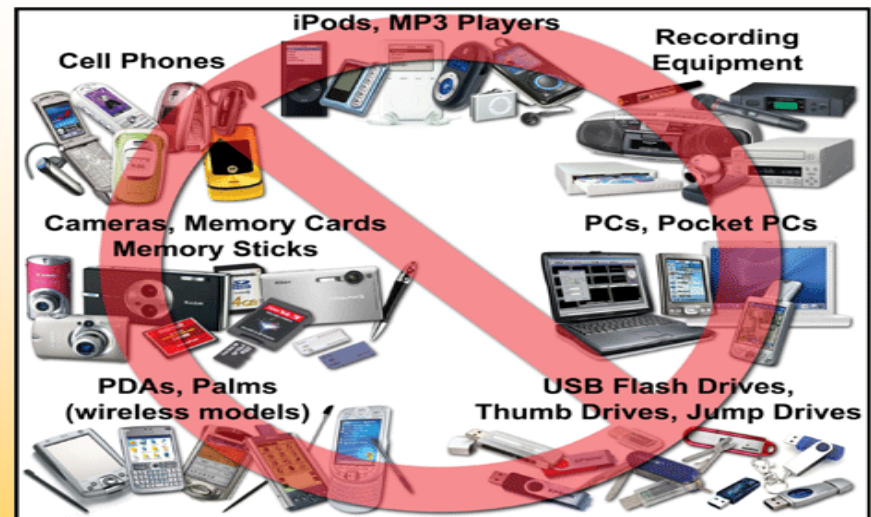 iPods, MP3 Players
Cell Phones
Recording
Equipment
Cameras, Memory Cards
Memory Sticks
PCs, Pocket PCs
PDAs, Palms
(wireless models)
USB Flash Drives,
Thumb Drives, Jump Drives